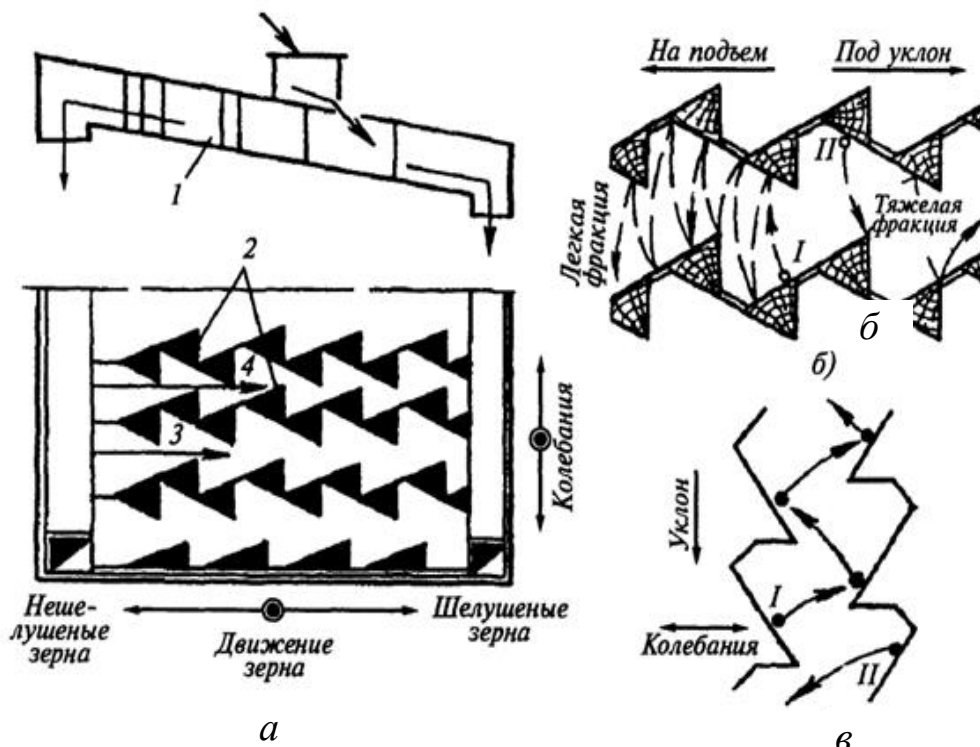 1
2
4
3
Колебания
Неше-
лушеные
зерна
Движение
зерна
Шелушеные
зерна
а
На подъем
Под уклон
II
Легкая
фракция
Тяжелая
фракция
I
б
б)
Уклон
I
Колебания
II
в